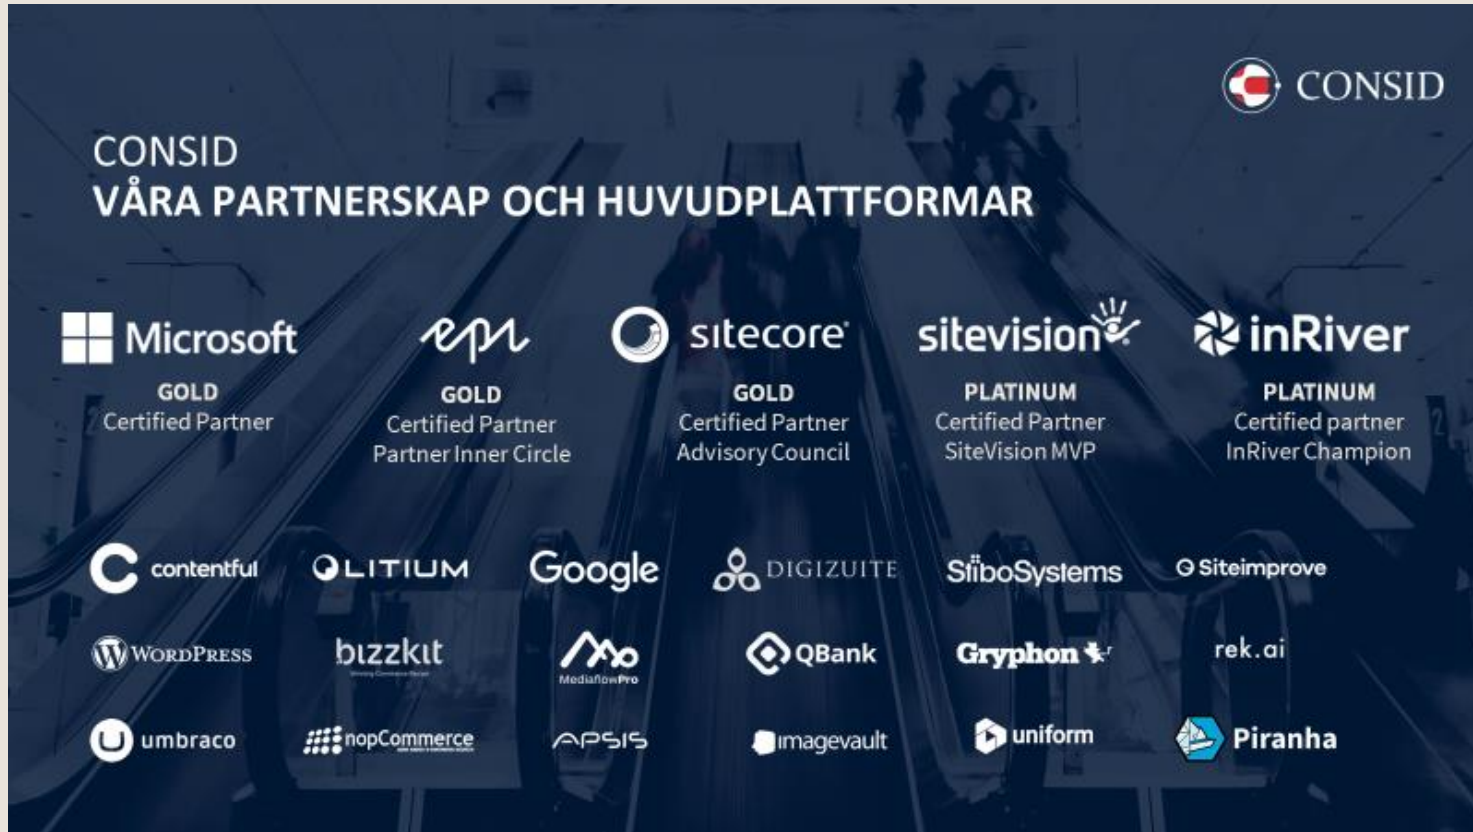 CONSID
CONSID
VÅRA PARTNERSKAP OCH HUVUDPLATTFORMAR
Microsoft
GOLD
Certified Partner
epi
GOLD
Certified Partner
Partner Inner Circle
sitecore
GOLD
Certified Partner
Advisory Council
sitevision
PLATINUM
Certified Partner
SiteVision MVP
inRiver
PLATINUM
Certified partner
InRiver Champion
contentful
LITIUM
Google
DIGIZUITE
StiboSystems
Siteimprove
WORDPRESS
bizzkit
MediaflowPro
QBank
Gryphon
rek.ai
umbraco
nopCommerce
APSIS
imagevault
uniform
Piranha